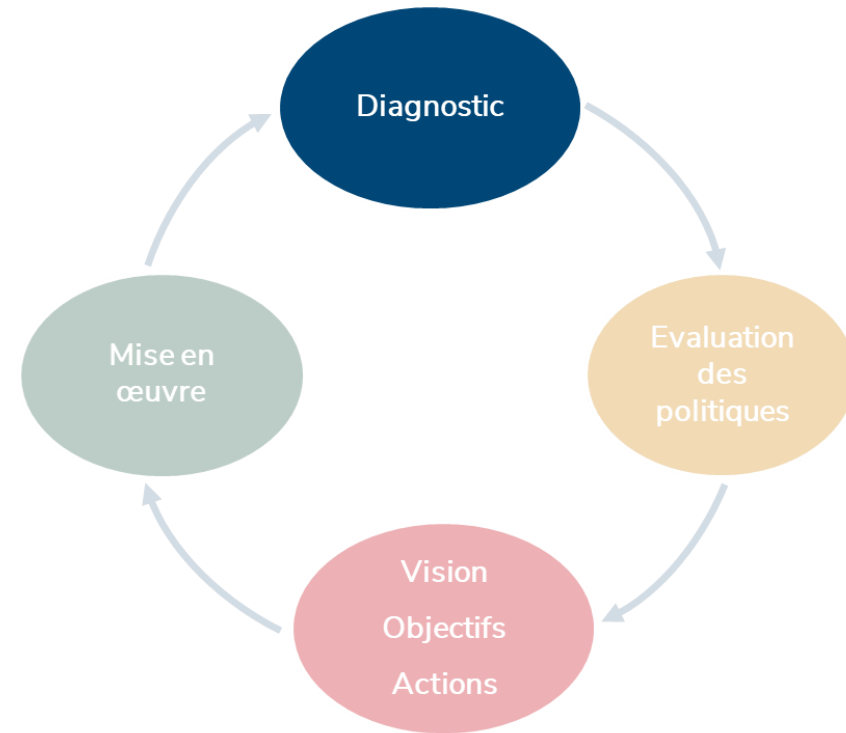 Diagnostic
Evaluation
des
politiques
Vision
Objectifs
Actions
Mise en
œuvre